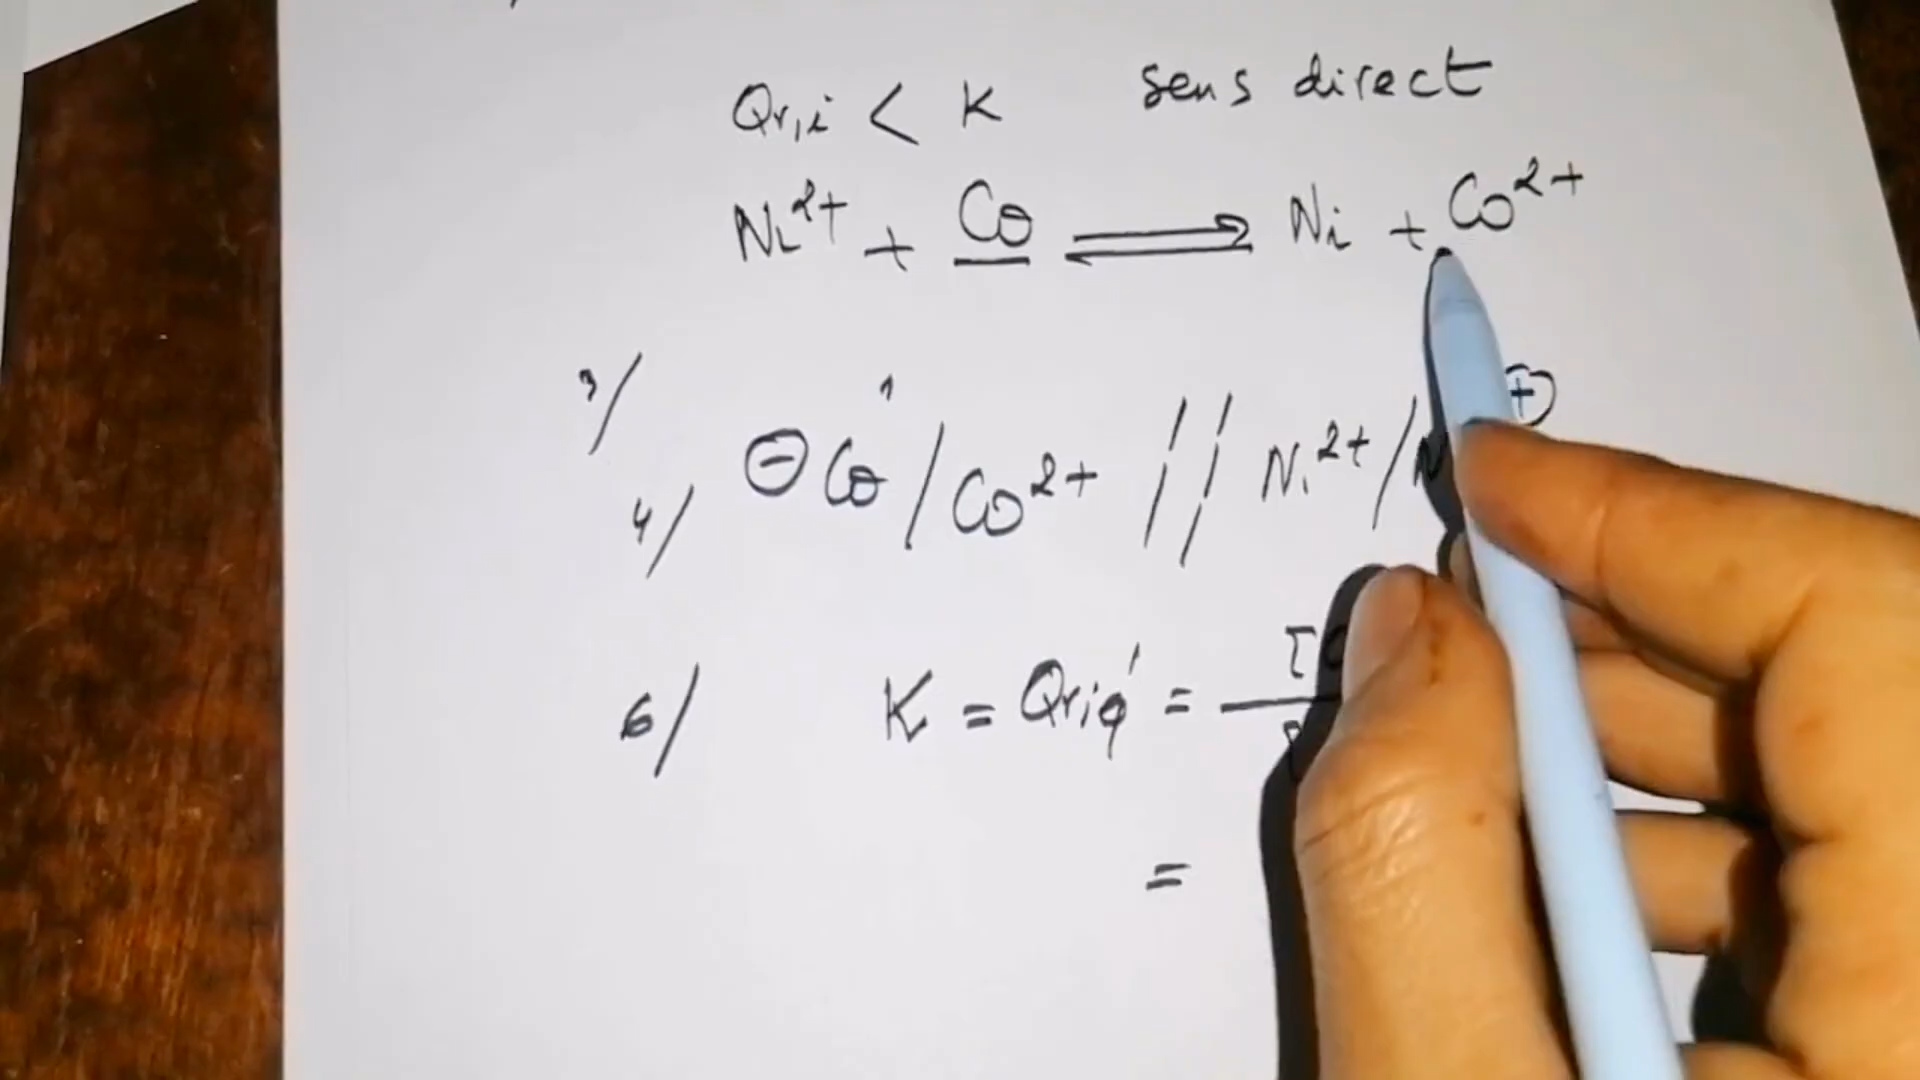 Qr,i < K sens direct
Ni²⁺ + Co ⇌ Ni + Co²⁺
3/
4/ ⊖ Co / Co²⁺ // Ni²⁺ / N ⊕
6/ K = Qr,éq = [
=